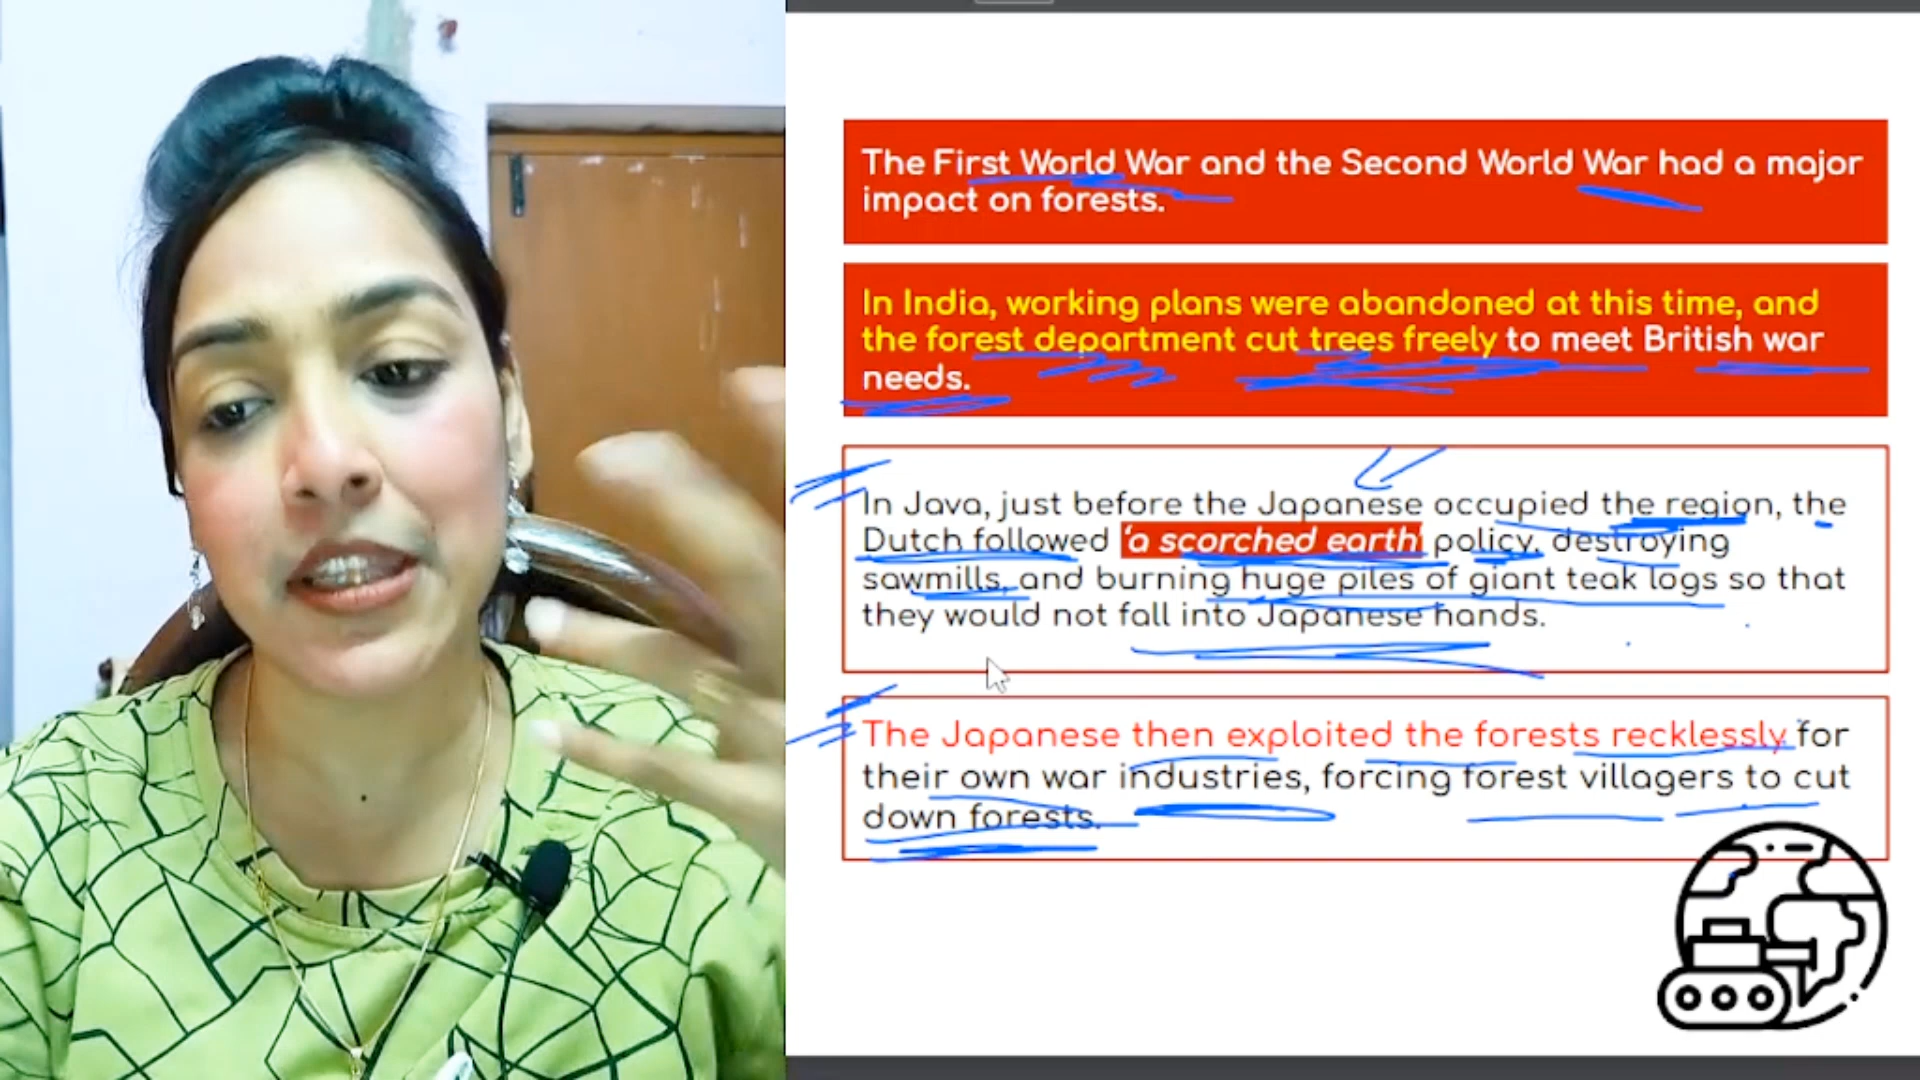 The First World War and the Second World War had a major
impact on forests.
In India, working plans were abandoned at this time, and
the forest department cut trees freely to meet British war
needs.
In Java, just before the Japanese occupied the region, the
Dutch followed 'a scorched earth' policy, destroying
sawmills, and burning huge piles of giant teak logs so that
they would not fall into Japanese hands.
The Japanese then exploited the forests recklessly for
their own war industries, forcing forest villagers to cut
down forests.